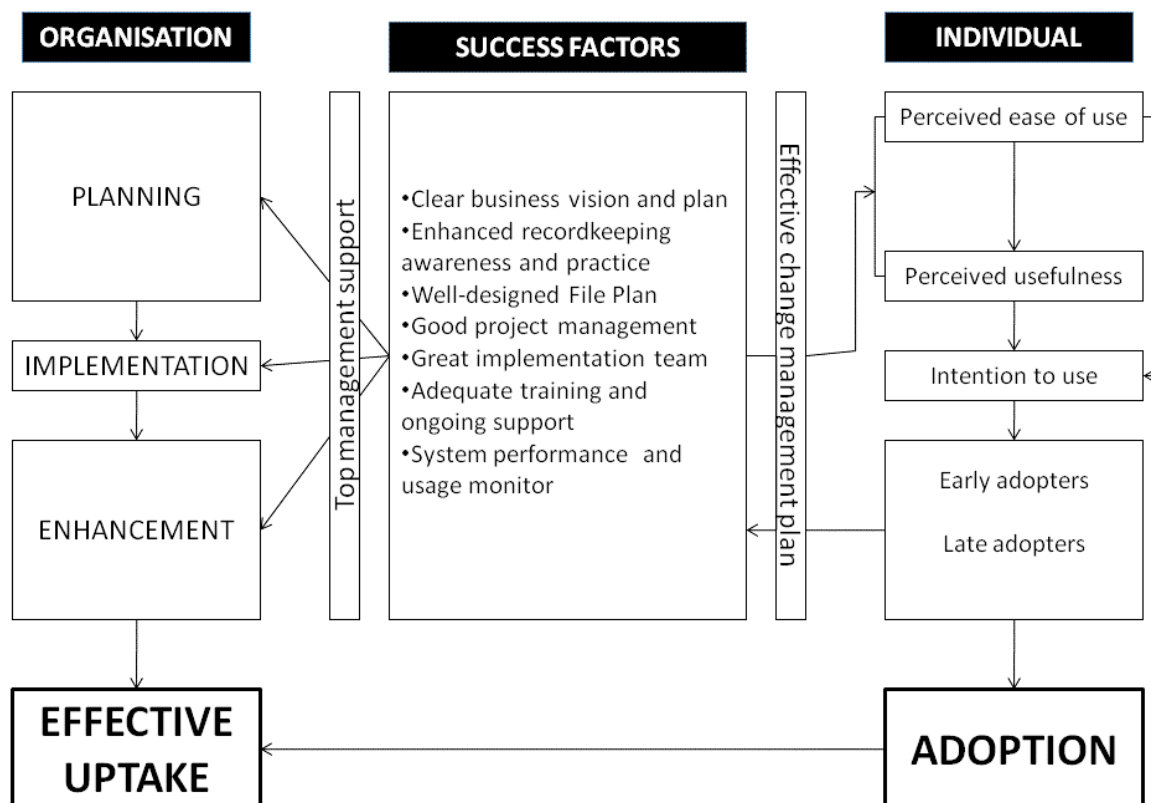 ORGANISATION
PLANNING
IMPLEMENTATION
ENHANCEMENT
EFFECTIVE
UPTAKE
Top management support
SUCCESS FACTORS
•Clear business vision and plan
•Enhanced recordkeeping
awareness and practice
•Well-designed File Plan
•Good project management
•Great implementation team
•Adequate training and
ongoing support
•System performance and
usage monitor
Effective change management plan
INDIVIDUAL
Perceived ease of use
Perceived usefulness
Intention to use
Early adopters
Late adopters
ADOPTION